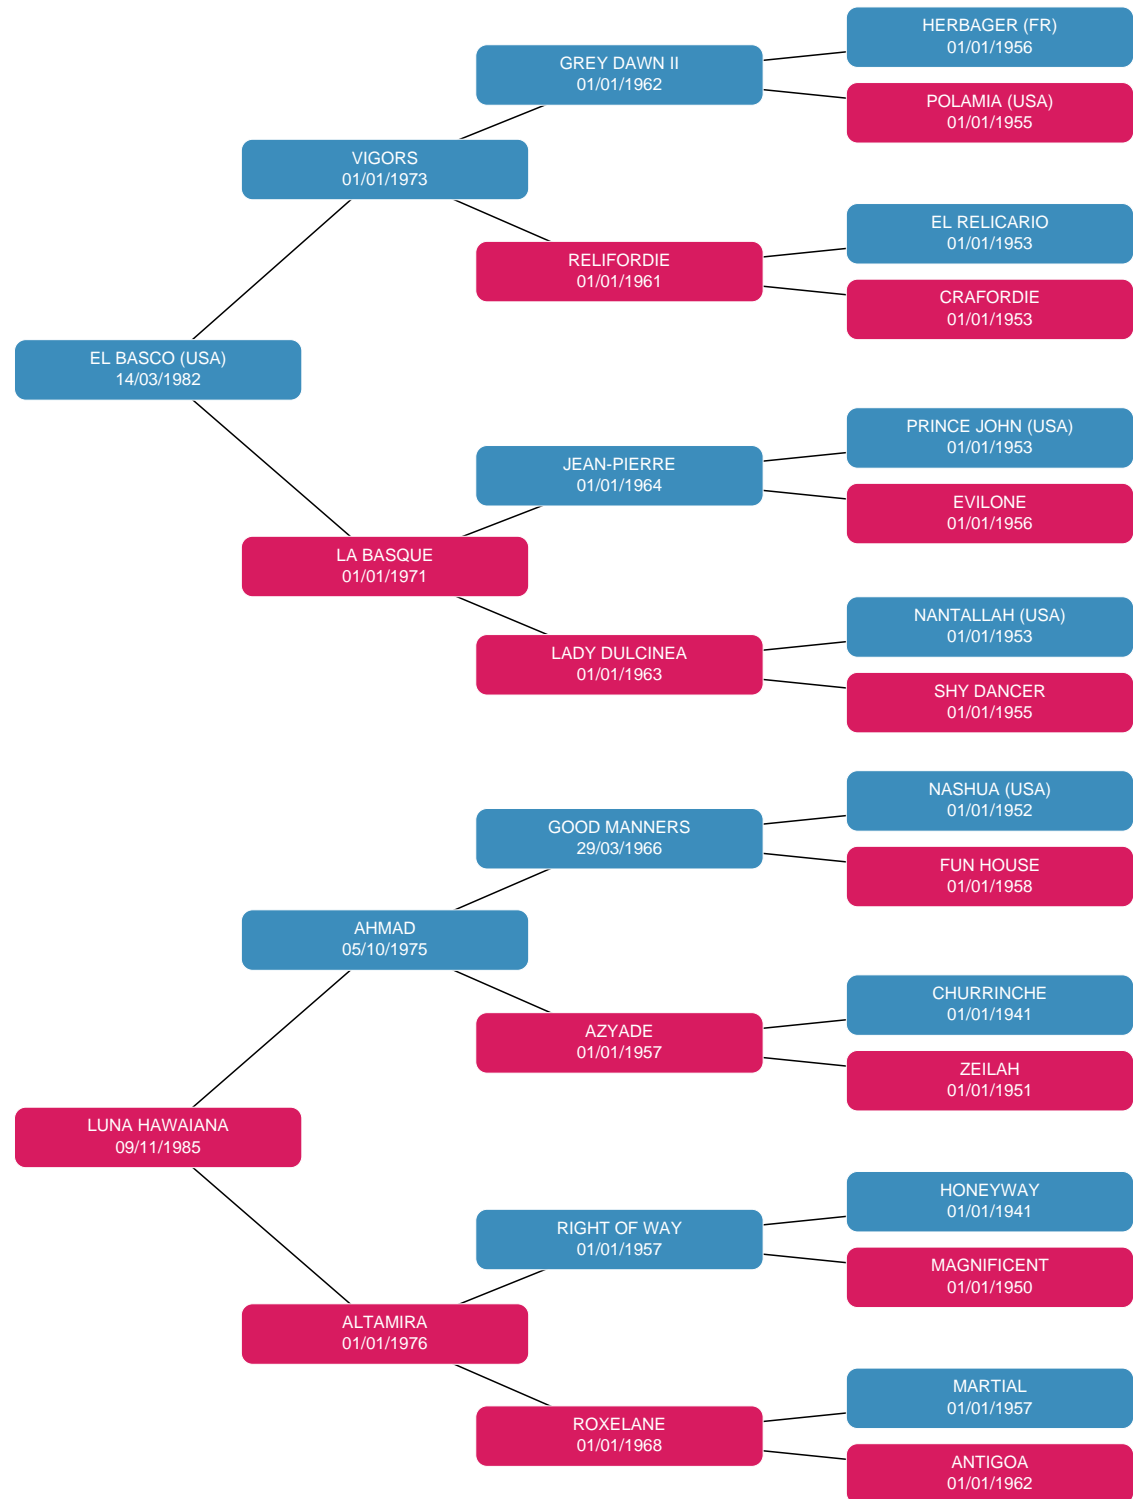 HERBAGER (FR)
01/01/1956
GREY DAWN II
01/01/1962
POLAMIA (USA)
01/01/1955
VIGORS
01/01/1973
EL RELICARIO
01/01/1953
RELIFORDIE
01/01/1961
CRAFORDIE
01/01/1953
EL BASCO (USA)
14/03/1982
PRINCE JOHN (USA)
01/01/1953
JEAN-PIERRE
01/01/1964
EVILONE
01/01/1956
LA BASQUE
01/01/1971
NANTALLAH (USA)
01/01/1953
LADY DULCINEA
01/01/1963
SHY DANCER
01/01/1955
NASHUA (USA)
01/01/1952
GOOD MANNERS
29/03/1966
FUN HOUSE
01/01/1958
AHMAD
05/10/1975
CHURRINCHE
01/01/1941
AZYADE
01/01/1957
ZEILAH
01/01/1951
LUNA HAWAIANA
09/11/1985
HONEYWAY
01/01/1941
RIGHT OF WAY
01/01/1957
MAGNIFICENT
01/01/1950
ALTAMIRA
01/01/1976
MARTIAL
01/01/1957
ROXELANE
01/01/1968
ANTIGOA
01/01/1962